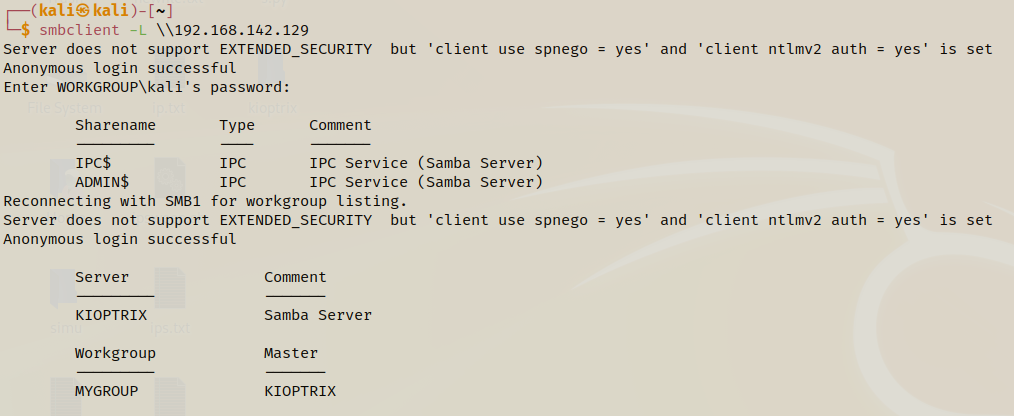 ┌──(kali㉿kali)-[~]
└─$ smbclient -L \\192.168.142.129
Server does not support EXTENDED_SECURITY  but 'client use spnego = yes' and 'client ntlmv2 auth = yes' is set
Anonymous login successful
Enter WORKGROUP\kali's password:
Sharename       Type      Comment
---------       ----      -------
IPC$            IPC       IPC Service (Samba Server)
ADMIN$          IPC       IPC Service (Samba Server)
Reconnecting with SMB1 for workgroup listing.
Server does not support EXTENDED_SECURITY  but 'client use spnego = yes' and 'client ntlmv2 auth = yes' is set
Anonymous login successful
Server               Comment
---------            -------
KIOPTRIX             Samba Server
Workgroup            Master
---------            -------
MYGROUP              KIOPTRIX